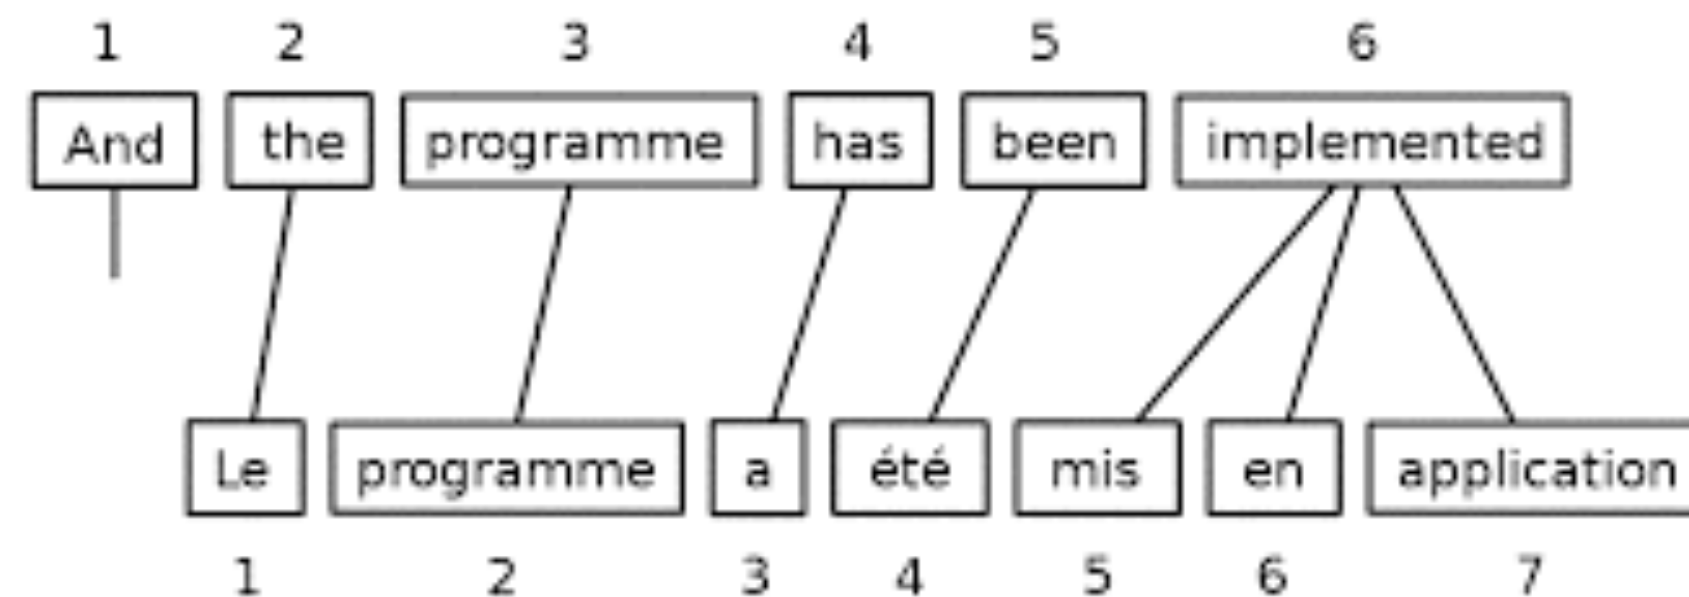 1 2 3 4 5 6
And the programme has been implemented
Le programme a été mis en application
1 2 3 4 5 6 7